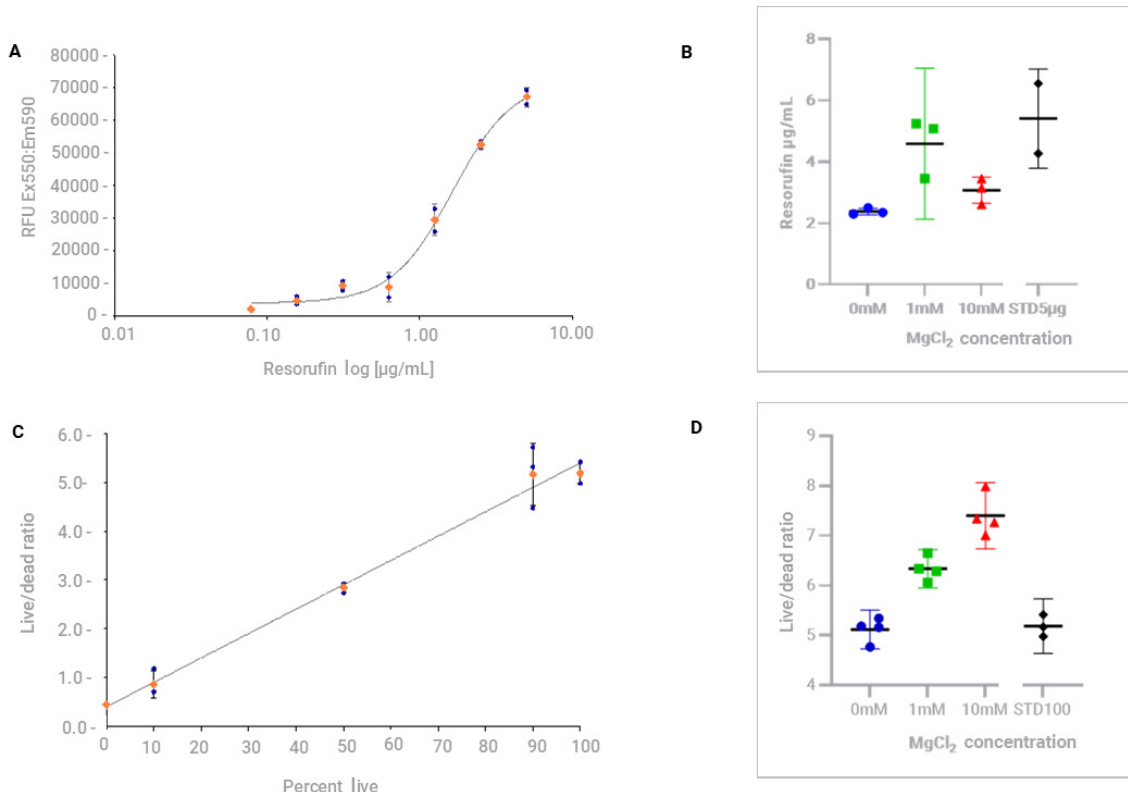 A
80000
70000
60000
50000
40000
30000
20000
10000
0
RFU Ex550:Em590
0.01
0.10
1.00
10.00
Resorufin log [µg/mL]
B
8
6
4
2
0
Resorufin µg/mL
0mM 1mM 10mM STD5µg
MgCl₂ concentration
C
6.0
5.0
4.0
3.0
2.0
1.0
0.0
Live/dead ratio
0 10 20 30 40 50 60 70 80 90 100
Percent live
D
9
8
7
6
5
4
Live/dead ratio
0mM 1mM 10mM STD100
MgCl₂ concentration